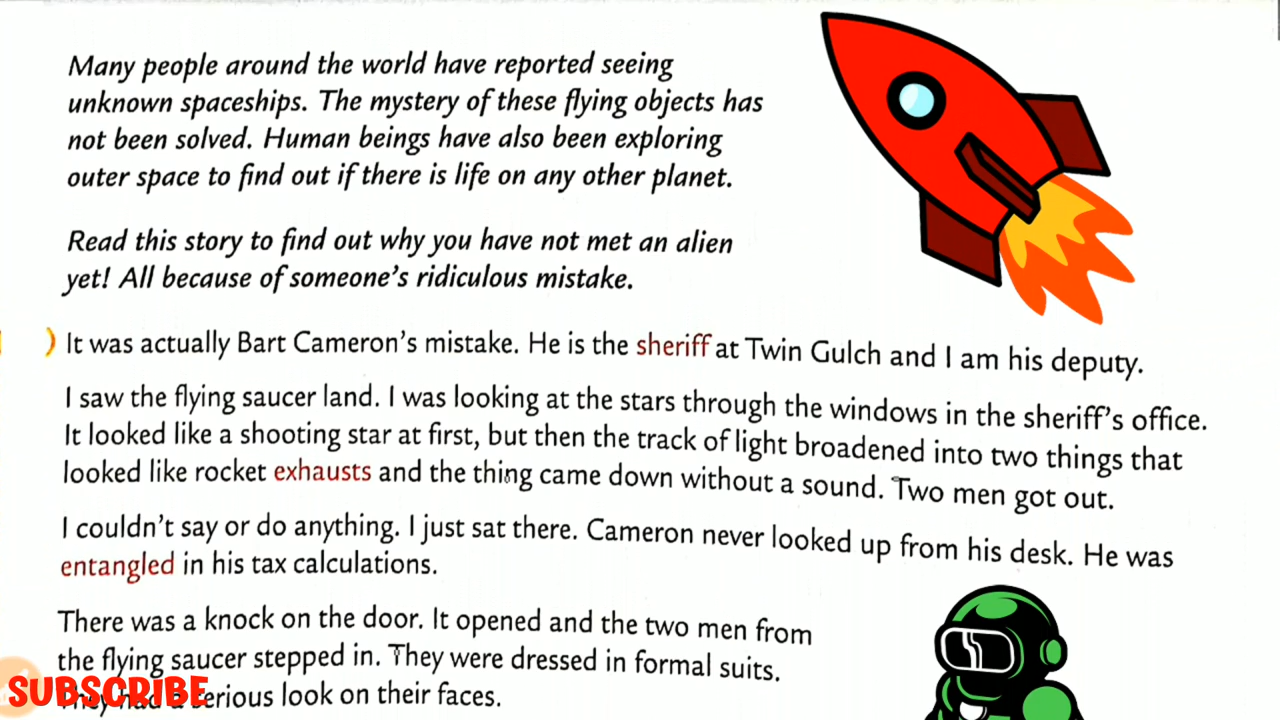 Many people around the world have reported seeing
unknown spaceships. The mystery of these flying objects has
not been solved. Human beings have also been exploring
outer space to find out if there is life on any other planet.
Read this story to find out why you have not met an alien
yet! All because of someone's ridiculous mistake.
It was actually Bart Cameron's mistake. He is the sheriff at Twin Gulch and I am his deputy.
I saw the flying saucer land. I was looking at the stars through the windows in the sheriff's office.
It looked like a shooting star at first, but then the track of light broadened into two things that
looked like rocket exhausts and the thing came down without a sound. Two men got out.
I couldn't say or do anything. I just sat there. Cameron never looked up from his desk. He was
entangled in his tax calculations.
There was a knock on the door. It opened and the two men from
the flying saucer stepped in. They were dressed in formal suits.
They had a serious look on their faces.
SUBSCRIBE